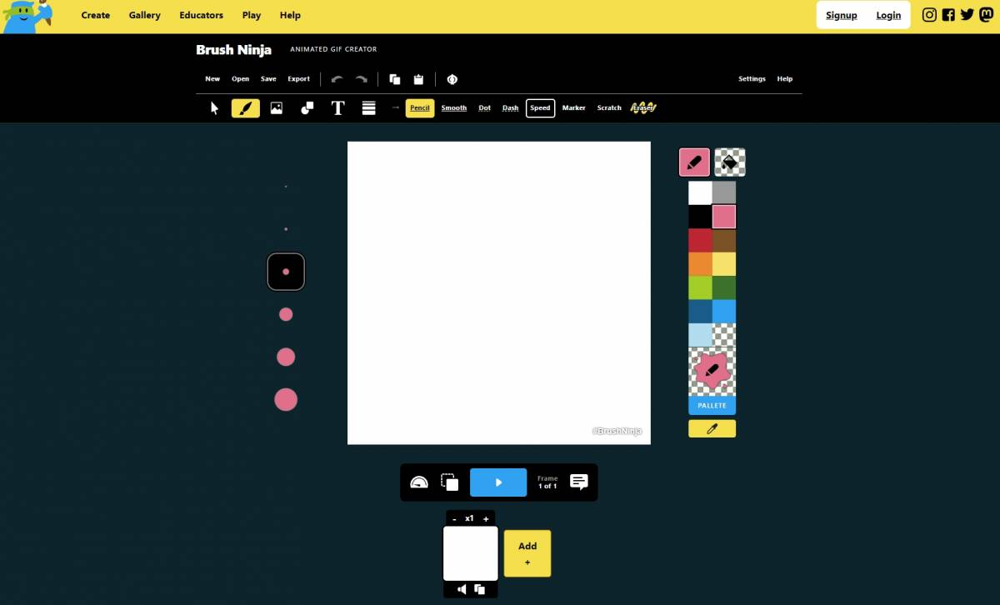 Create Gallery Educators Play Help Signup Login
Brush Ninja ANIMATED GIF CREATOR
New Open Save Export Settings Help
T Pencil Smooth Dot Dash Speed Marker Scratch Eraser
PALLETE
#BrushNinja
Frame
1 of 1
- x1 +
Add
+